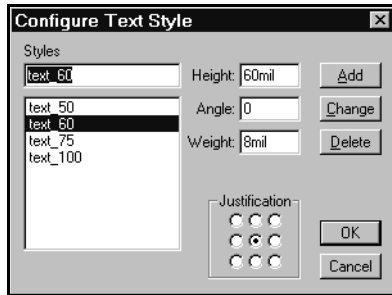 Configure Text Style
Styles
text_60
Height: 60mil
Add
text_50
text_60
text_75
text_100
Angle: 0
Change
Weight: 8mil
Delete
Justification
OK
Cancel